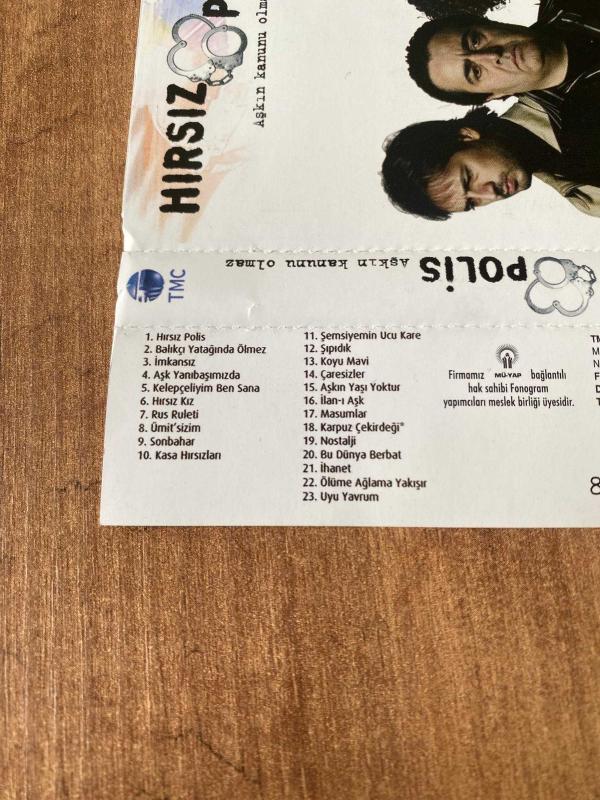 HIRSIZ P
Aşkın kanunu olma
TMC
Aşkın kanunu olmaz
POLİS
1. Hırsız Polis
2. Balıkçı Yatağında Ölmez
3. İmkansız
4. Aşk Yanıbaşımızda
5. Kelepçeliyim Ben Sana
6. Hırsız Kız
7. Rus Ruleti
8. Ümit'sizim
9. Sonbahar
10. Kasa Hırsızları
11. Şemsiyemin Ucu Kare
12. Şıpıdık
13. Koyu Mavi
14. Çaresizler
15. Aşkın Yaşı Yoktur
16. İlan-ı Aşk
17. Masumlar
18. Karpuz Çekirdeği*
19. Nostalji
20. Bu Dünya Berbat
21. İhanet
22. Ölüme Ağlama Yakışır
23. Uyu Yavrum
Firmamız MÜ-YAP bağlantılı
hak sahibi Fonogram
yapımcıları meslek birliği üyesidir.